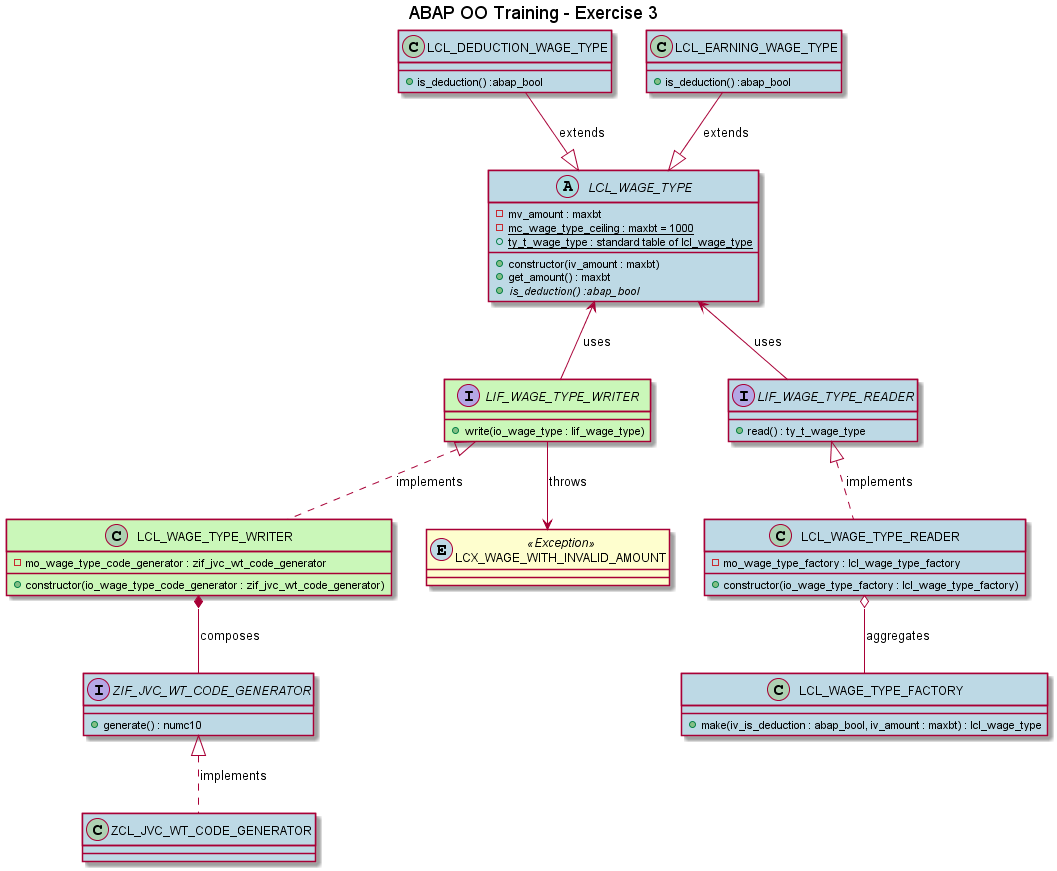 ABAP OO Training - Exercise 3
C LCL_DEDUCTION_WAGE_TYPE
is_deduction() :abap_bool
C LCL_EARNING_WAGE_TYPE
is_deduction() :abap_bool
extends
extends
A LCL_WAGE_TYPE
mv_amount : maxbt
mc_wage_type_ceiling : maxbt = 1000
ty_t_wage_type : standard table of lcl_wage_type
constructor(iv_amount : maxbt)
get_amount() : maxbt
is_deduction() :abap_bool
uses
uses
I LIF_WAGE_TYPE_WRITER
write(io_wage_type : lif_wage_type)
I LIF_WAGE_TYPE_READER
read() : ty_t_wage_type
implements
throws
implements
C LCL_WAGE_TYPE_WRITER
mo_wage_type_code_generator : zif_jvc_wt_code_generator
constructor(io_wage_type_code_generator : zif_jvc_wt_code_generator)
E «Exception»
LCX_WAGE_WITH_INVALID_AMOUNT
C LCL_WAGE_TYPE_READER
mo_wage_type_factory : lcl_wage_type_factory
constructor(io_wage_type_factory : lcl_wage_type_factory)
composes
aggregates
I ZIF_JVC_WT_CODE_GENERATOR
generate() : numc10
C LCL_WAGE_TYPE_FACTORY
make(iv_is_deduction : abap_bool, iv_amount : maxbt) : lcl_wage_type
implements
C ZCL_JVC_WT_CODE_GENERATOR